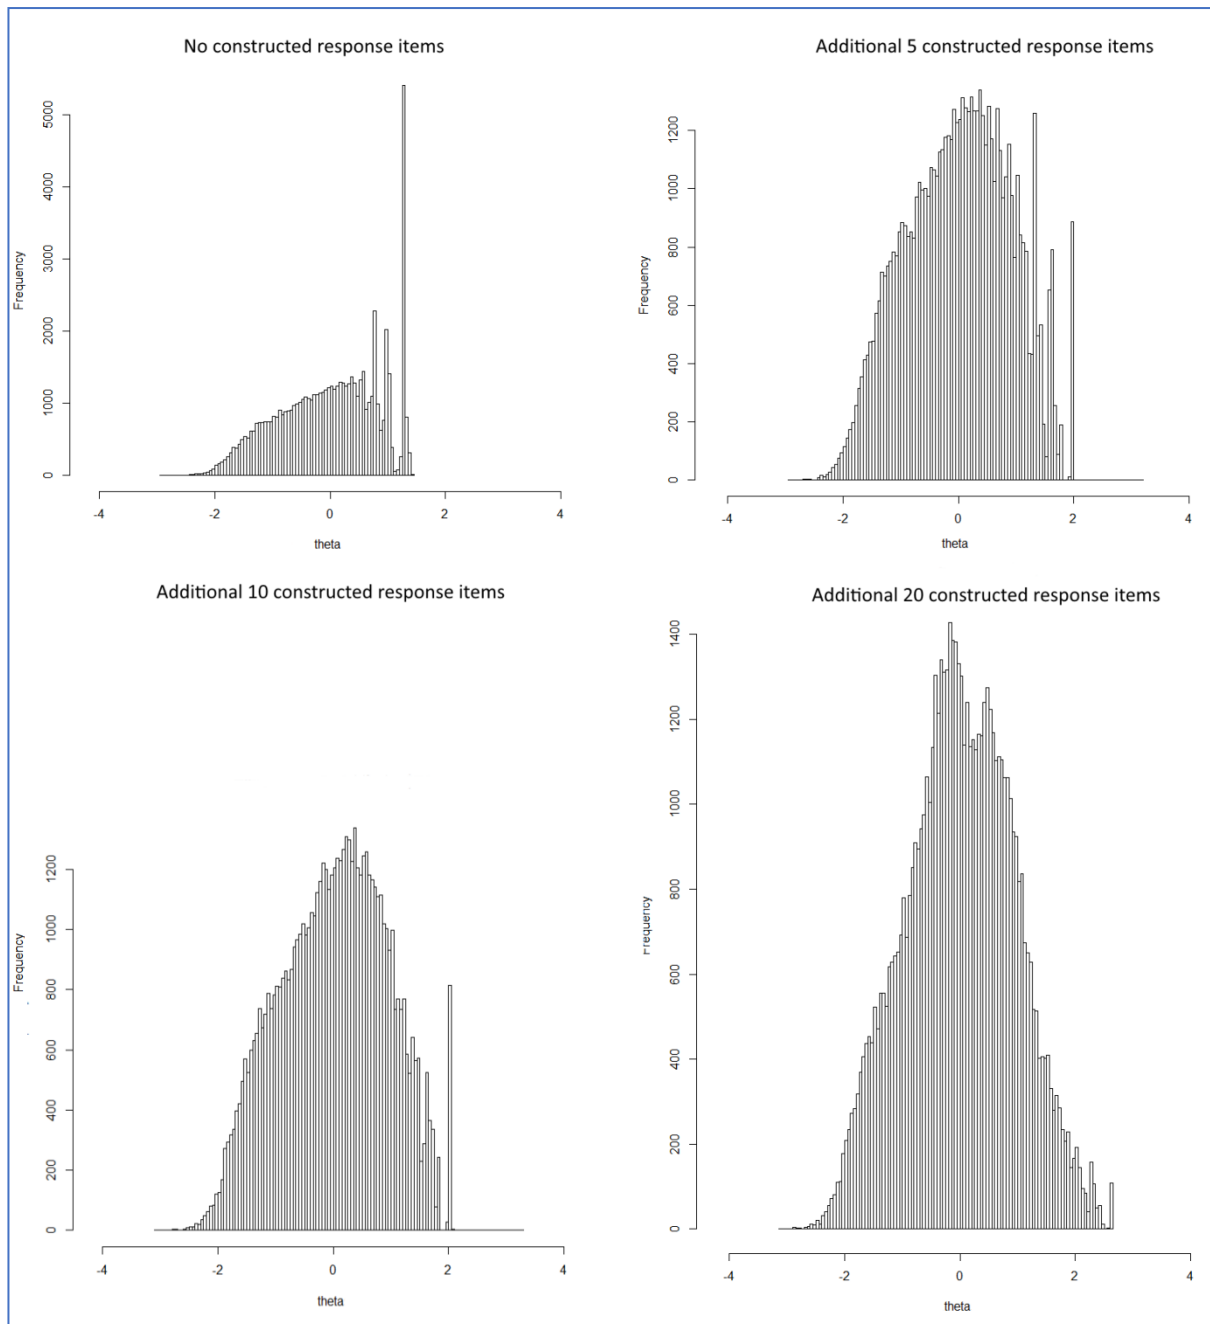 No constructed response items
Additional 5 constructed response items
5000
4000
3000
2000
1000
0
Frequency
-4 -2 0 2 4
theta
1200
1000
800
600
400
200
0
Frequency
-4 -2 0 2 4
theta
Additional 10 constructed response items
Additional 20 constructed response items
1200
1000
800
600
400
200
0
Frequency
-4 -2 0 2 4
theta
1400
1200
1000
800
600
400
200
0
Frequency
-4 -2 0 2 4
theta